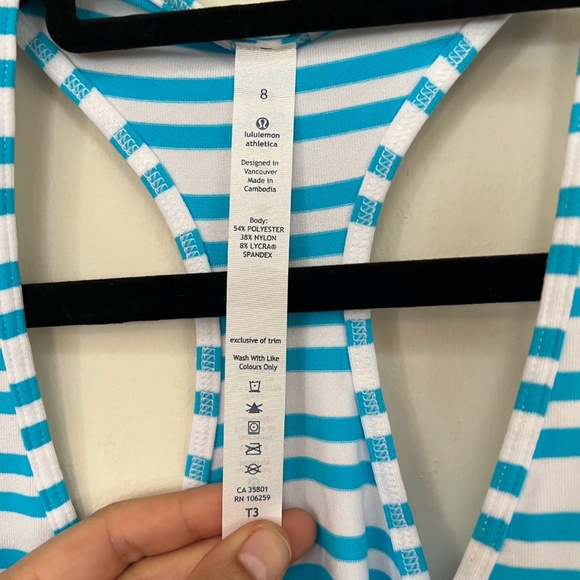 8
lululemon
athletica
Designed in
Vancouver
Made in
Cambodia
Body:
54% POLYESTER
38% NYLON
8% LYCRA®
SPANDEX
exclusive of trim
Wash With Like
Colours Only
CA 35801
RN 106259
T3